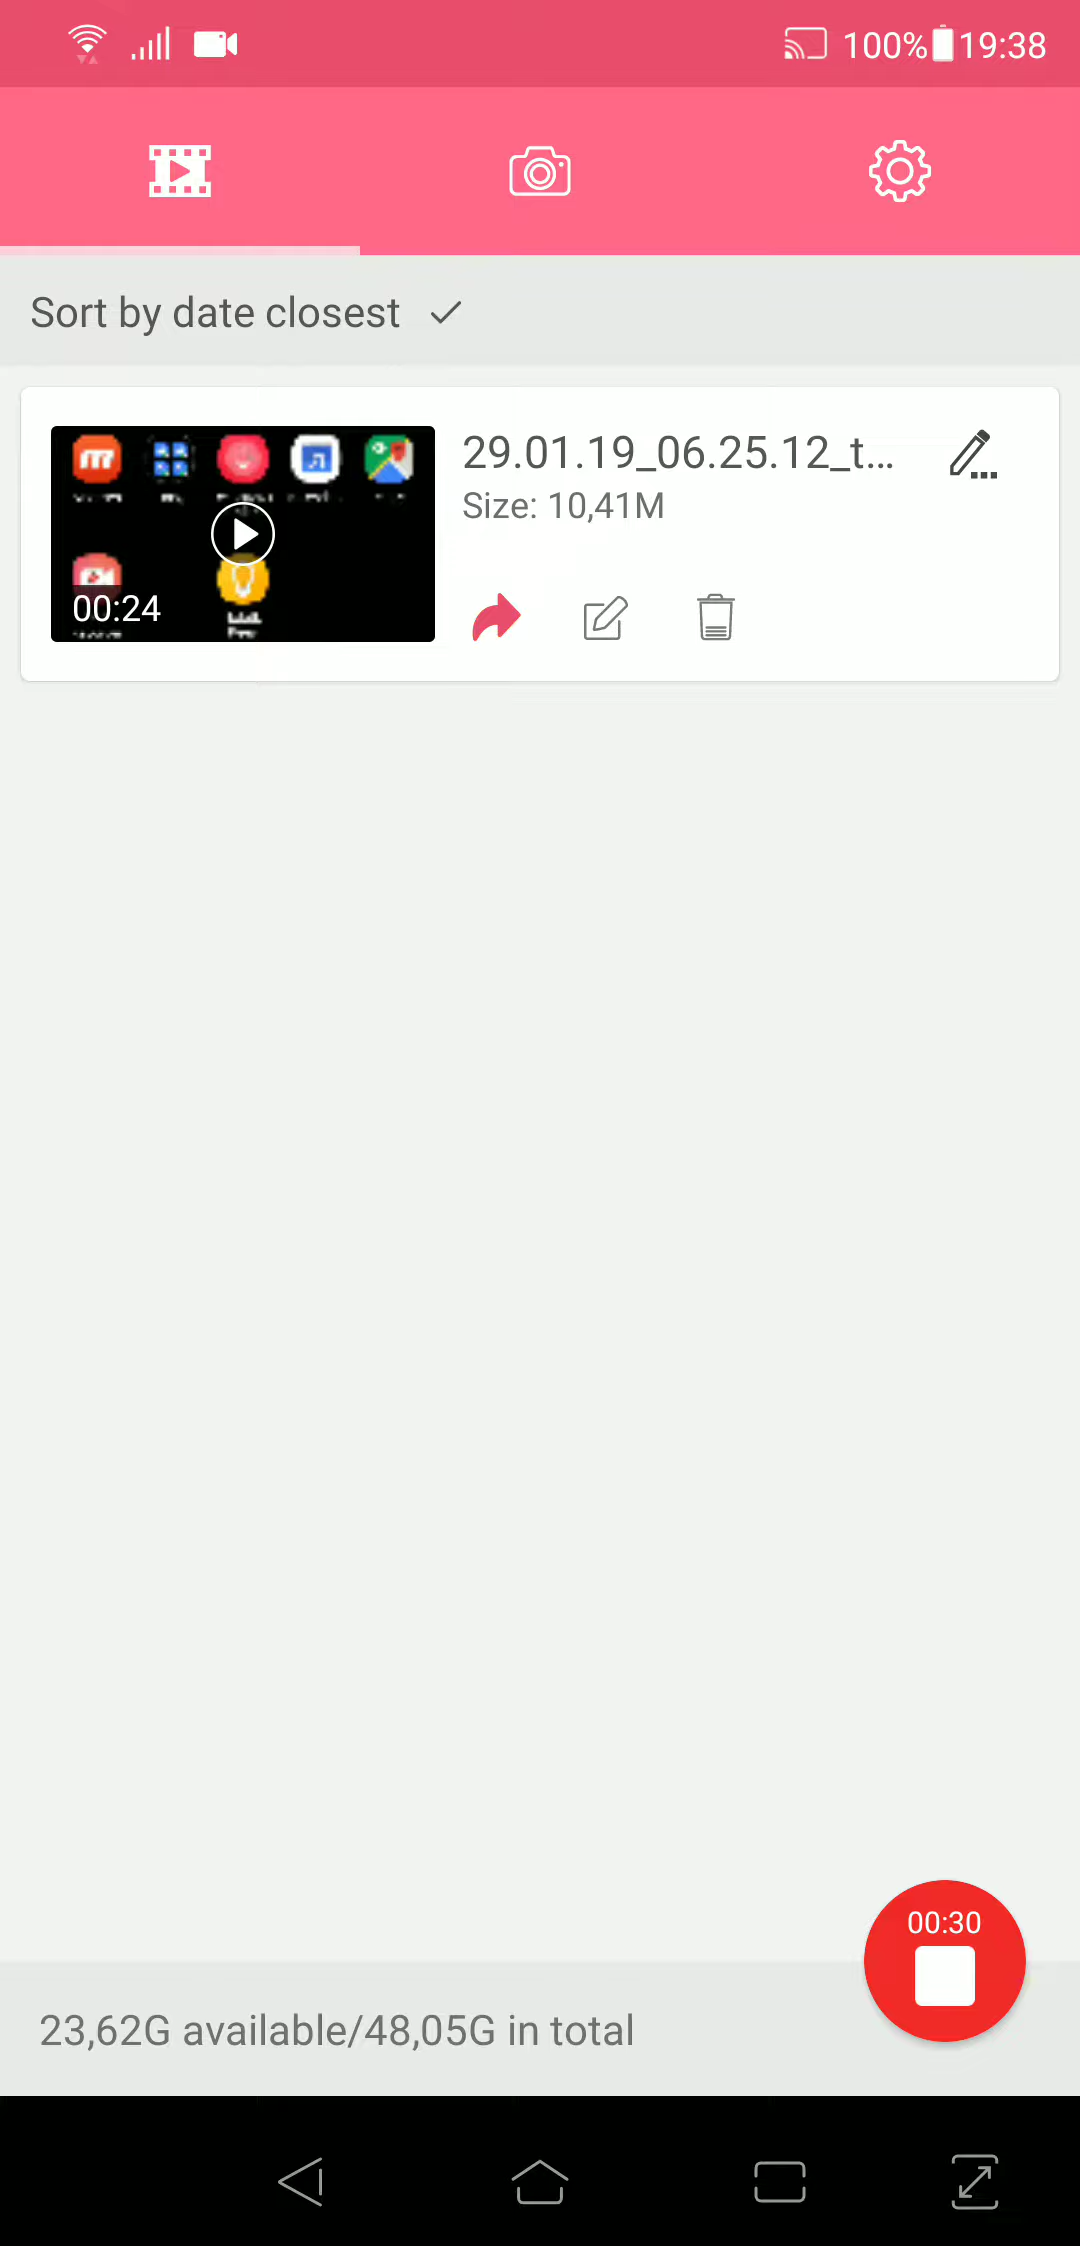 100% 19:38
Sort by date closest
29.01.19_06.25.12_t...
Size: 10,41M
00:24
00:30
23,62G available/48,05G in total